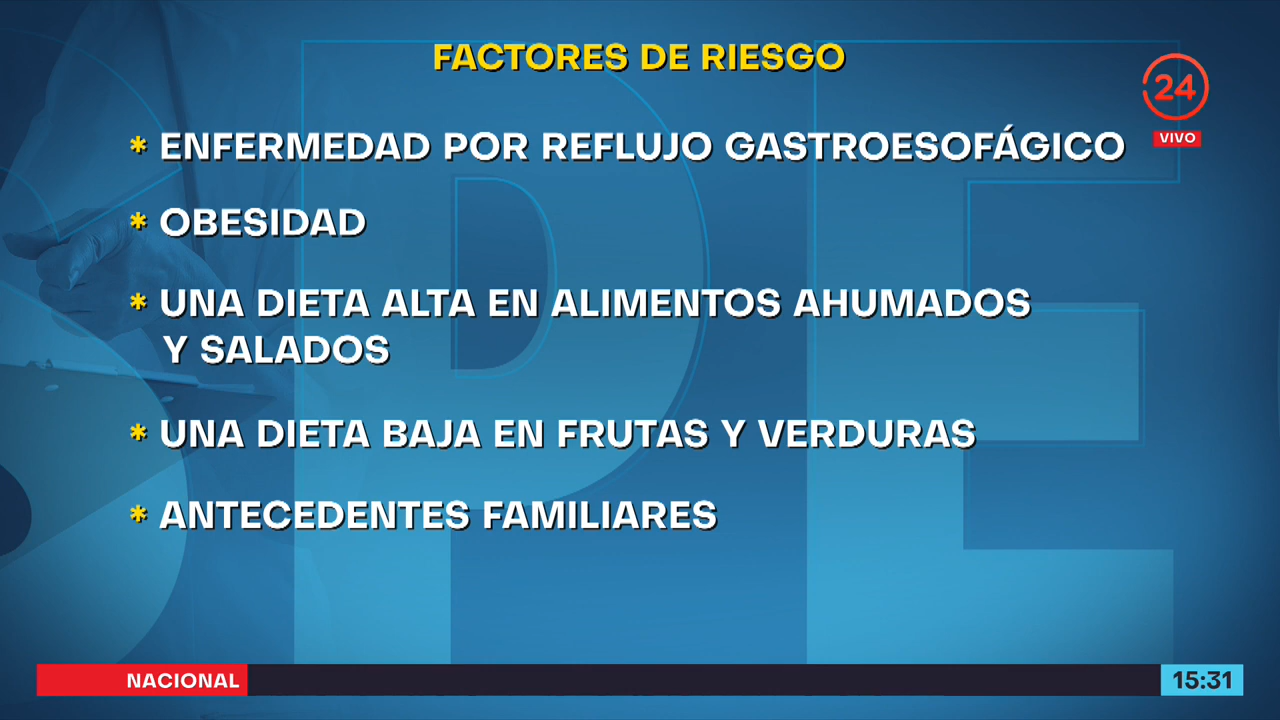 FACTORES DE RIESGO
24
VIVO
* ENFERMEDAD POR REFLUJO GASTROESOFÁGICO
* OBESIDAD
* UNA DIETA ALTA EN ALIMENTOS AHUMADOS
Y SALADOS
* UNA DIETA BAJA EN FRUTAS Y VERDURAS
* ANTECEDENTES FAMILIARES
NACIONAL
15:31